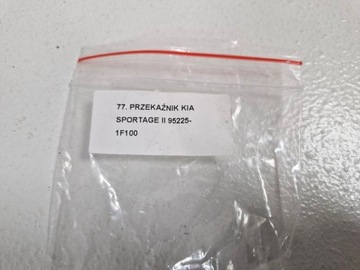 77. PRZEKAŹNIK KIA
SPORTAGE II 95225-
1F100